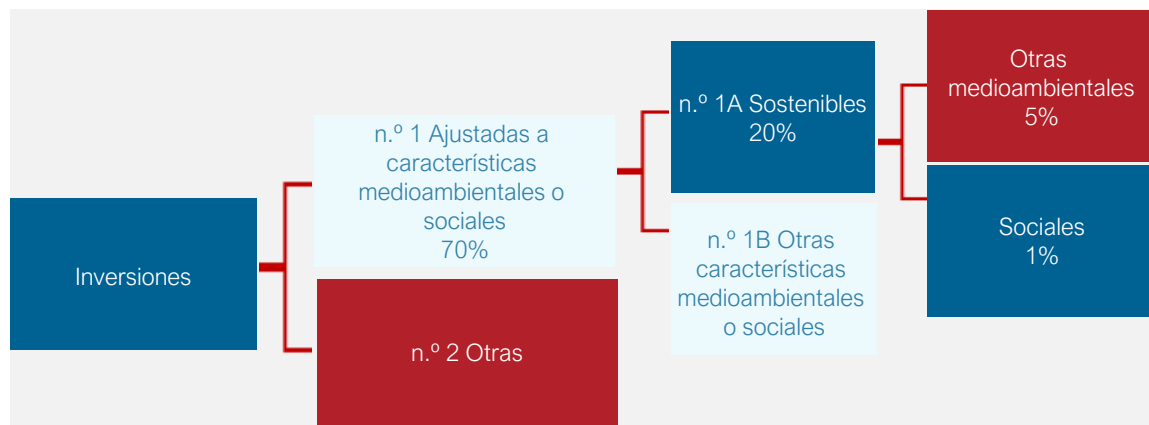 Inversiones
n.º 1 Ajustadas a
características
medioambientales o
sociales
70%
n.º 2 Otras
n.º 1A Sostenibles
20%
n.º 1B Otras
características
medioambientales
o sociales
Otras
medioambientales
5%
Sociales
1%